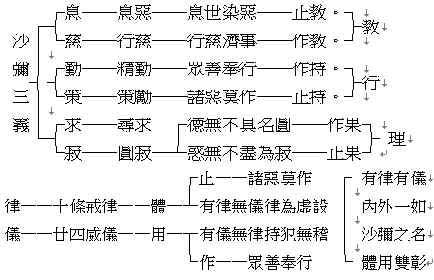 沙彌三義
息 息惡 息世染惡 止教。
慈 行慈 行慈濟事 作教。
教
勤 精勤 眾善奉行 作持。
策 策勵 諸惡莫作 止持。
行
求 尋求 德無不具名圓 作果
寂 圓寂 惑無不盡為寂 止果
理
律 十條戒律 體
儀 廿四威儀 用
止 諸惡莫作
有律無儀律為虛設
有儀無律持犯無稽
作 眾善奉行
有律有儀
內外一如
沙彌之名
體用雙彰